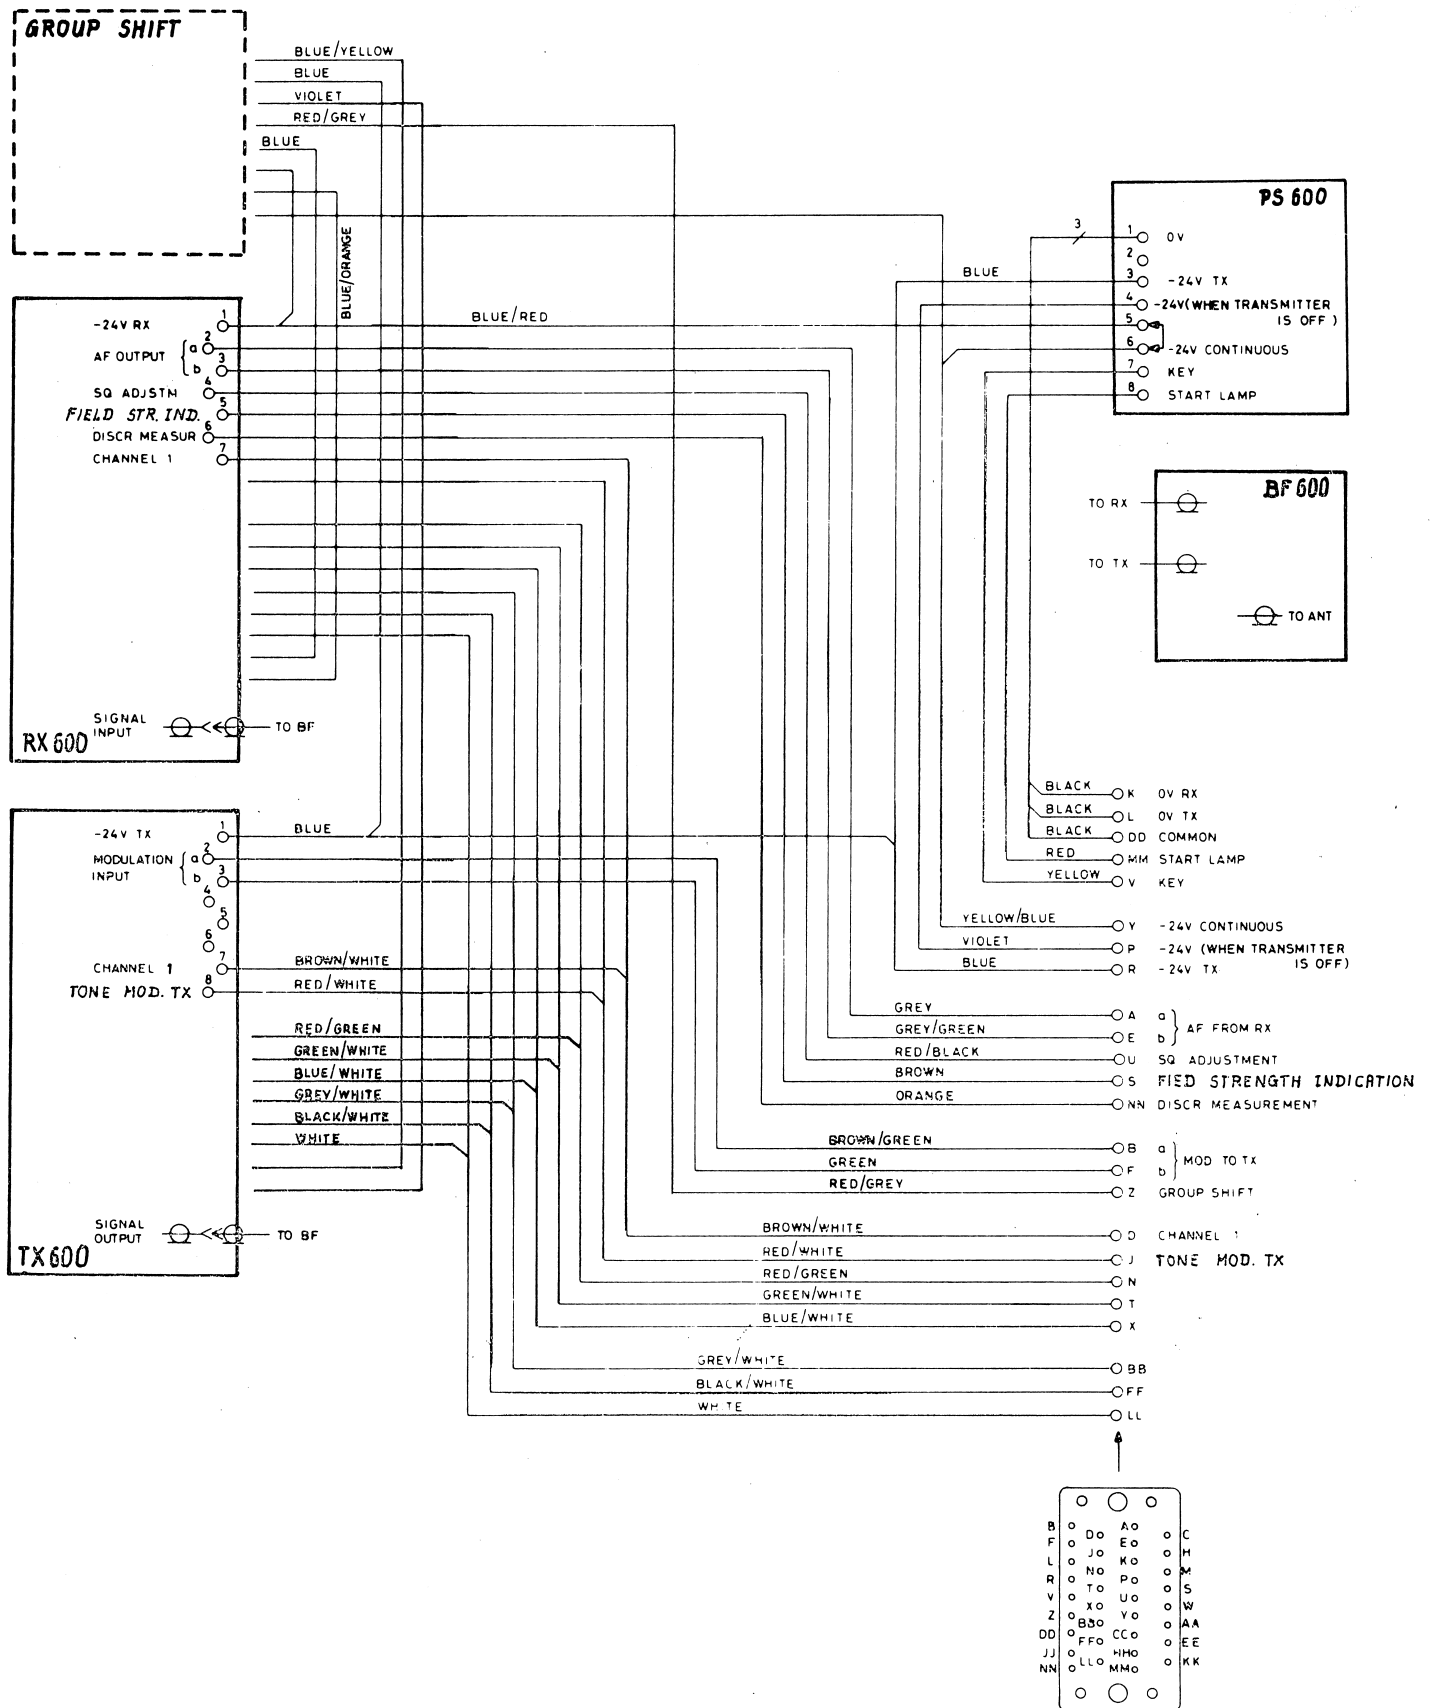 GROUP SHIFT
BLUE/YELLOW
BLUE
VIOLET
RED/GREY
BLUE
BLUE/ORANGE
PS 600
3
1 0V
2
BLUE
3 -24V TX
4 -24V (WHEN TRANSMITTER
IS OFF)
5
6 -24V CONTINUOUS
7 KEY
8 START LAMP
BLUE/RED
-24V RX 1
AF OUTPUT a 2
b 3
SQ ADJSTM 4
FIELD STR. IND. 5
DISCR MEASUR 6
CHANNEL 1 7
SIGNAL
INPUT
TO BF
RX 600
BF 600
TO RX
TO TX
TO ANT
-24V TX 1
BLUE
MODULATION
INPUT
a 2
b 3
4
5
6
CHANNEL 1 7
BROWN/WHITE
TONE MOD. TX 8
RED/WHITE
RED/GREEN
GREEN/WHITE
BLUE/WHITE
GREY/WHITE
BLACK/WHITE
WHITE
SIGNAL
OUTPUT
TO BF
TX 600
BLACK K 0V RX
BLACK L 0V TX
BLACK DD COMMON
RED MM START LAMP
YELLOW V KEY
YELLOW/BLUE Y -24V CONTINUOUS
VIOLET P -24V (WHEN TRANSMITTER
IS OFF)
BLUE R -24V TX
GREY A a
AF FROM RX
GREY/GREEN E b
RED/BLACK U SQ ADJUSTMENT
BROWN S FIED STRENGTH INDICATION
ORANGE NN DISCR MEASUREMENT
BROWN/GREEN B a
MOD TO TX
GREEN F b
RED/GREY Z GROUP SHIFT
BROWN/WHITE D CHANNEL 1
RED/WHITE J TONE MOD. TX
RED/GREEN N
GREEN/WHITE T
BLUE/WHITE X
GREY/WHITE BB
BLACK/WHITE FF
WHITE LL
B A
D C
F E
J H
L K
N M
R P
T S
V U
X W
Z Y
BB AA
DD CC
FF EE
JJ HH
LL KK
NN MM